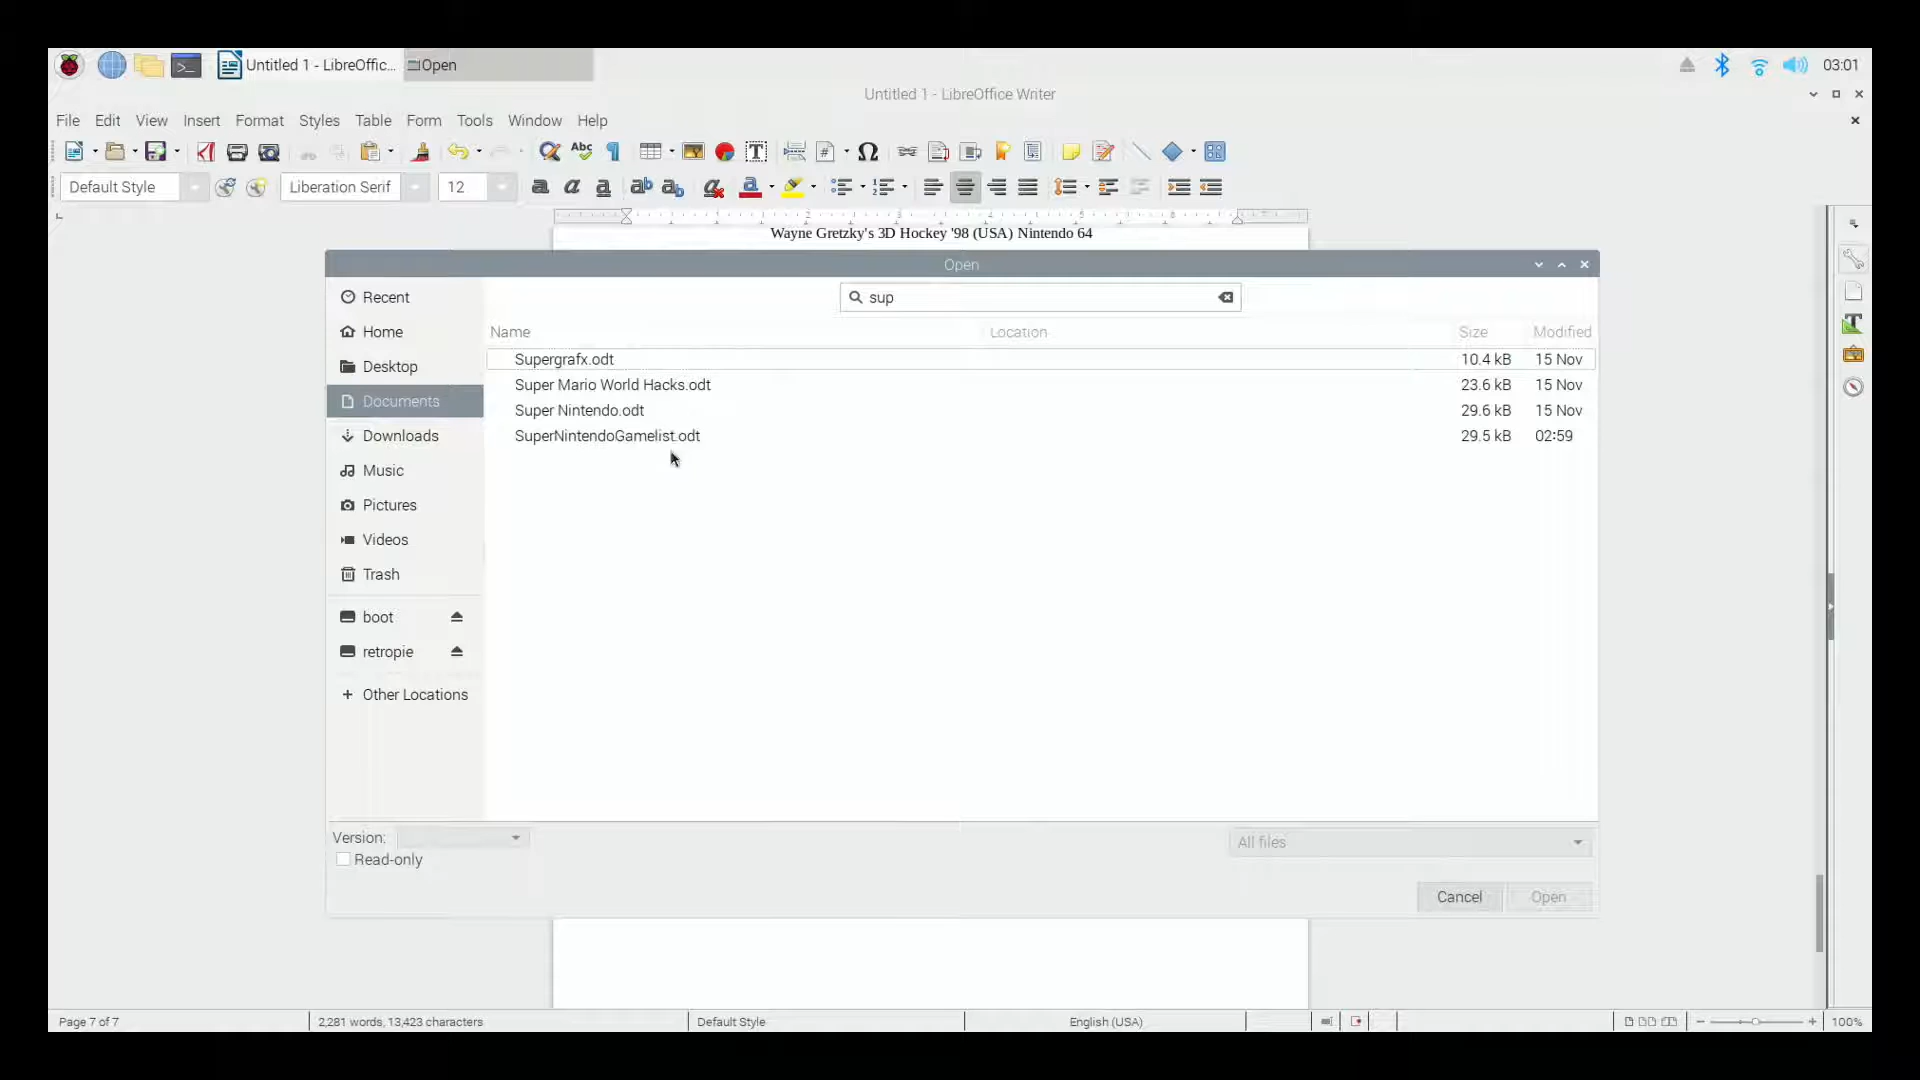 Untitled 1 - LibreOffic... Open 03:01
Untitled 1 - LibreOffice Writer
File Edit View Insert Format Styles Table Form Tools Window Help
Default Style Liberation Serif 12
Wayne Gretzky's 3D Hockey '98 (USA) Nintendo 64
Open
Recent
sup
Home
Name Location Size Modified
Supergrafx.odt 10.4 kB 15 Nov
Desktop
Super Mario World Hacks.odt 23.6 kB 15 Nov
Documents
Super Nintendo.odt 29.6 kB 15 Nov
Downloads
SuperNintendoGamelist.odt 29.5 kB 02:59
Music
Pictures
Videos
Trash
boot
retropie
+ Other Locations
Version:
All files
Read-only
Cancel Open
Page 7 of 7 2,281 words, 13,423 characters Default Style English (USA) 100%